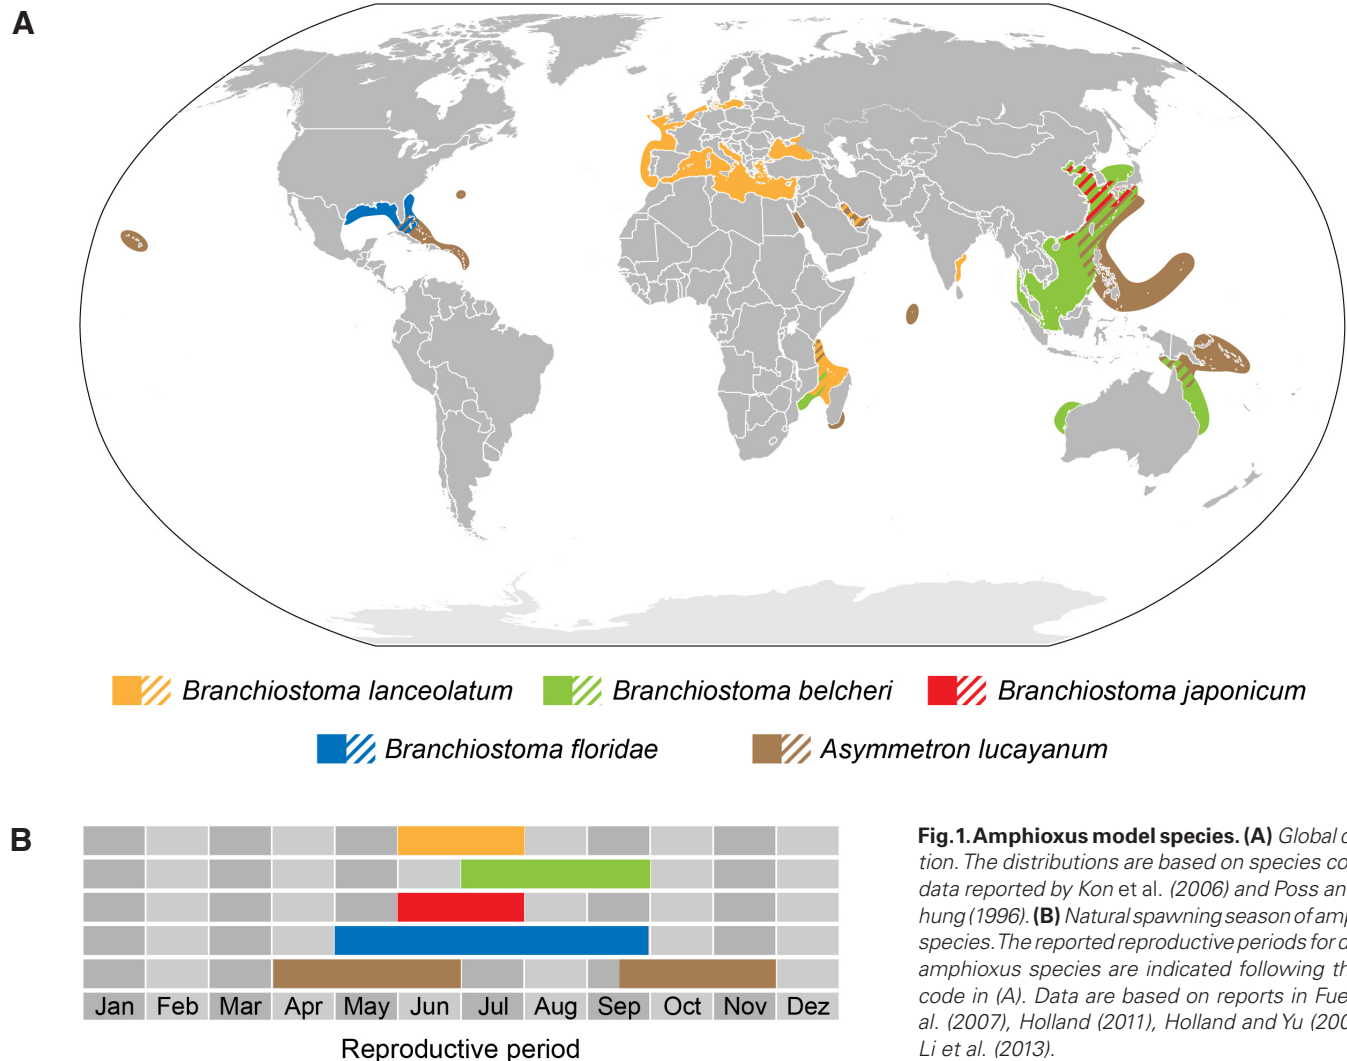 A
Branchiostoma lanceolatum Branchiostoma belcheri Branchiostoma japonicum
Branchiostoma floridae Asymmetron lucayanum
B
Jan Feb Mar Apr May Jun Jul Aug Sep Oct Nov Dez
Reproductive period
Fig.1. Amphioxus model species. (A) Global
tion. The distributions are based on species
data reported by Kon et al. (2006) and Poss
hung (1996). (B) Natural spawning season of
species. The reported reproductive periods for
amphioxus species are indicated following
code in (A). Data are based on reports in
al. (2007), Holland (2011), Holland and Yu
Li et al. (2013).